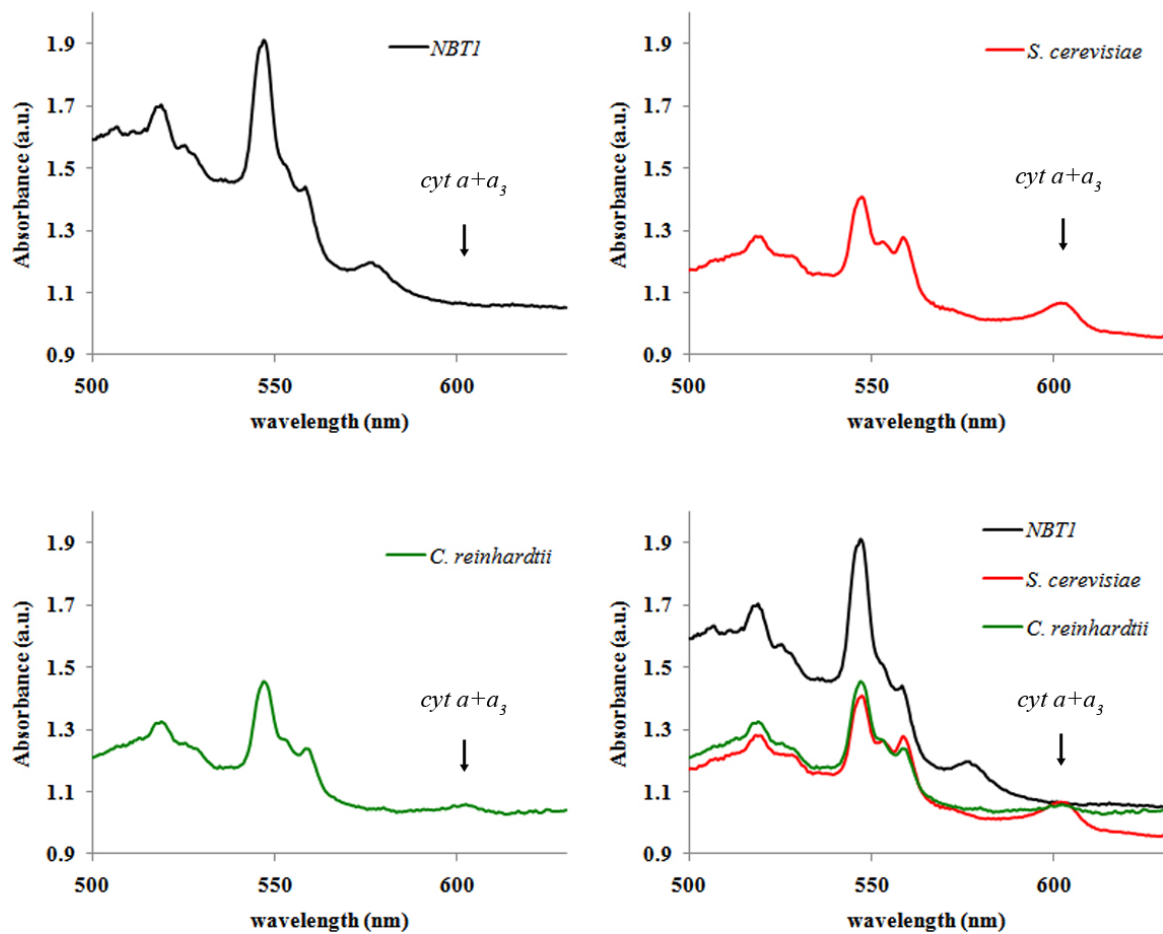 1.9
1.7
1.5
1.3
1.1
0.9
Absorbance (a.u.)
NBT1
cyt a+a3
500
550
600
wavelength (nm)
1.9
1.7
1.5
1.3
1.1
0.9
Absorbance (a.u.)
S. cerevisiae
cyt a+a3
500
550
600
wavelength (nm)
1.9
1.7
1.5
1.3
1.1
0.9
Absorbance (a.u.)
C. reinhardtii
cyt a+a3
500
550
600
wavelength (nm)
1.9
1.7
1.5
1.3
1.1
0.9
Absorbance (a.u.)
NBT1
S. cerevisiae
C. reinhardtii
cyt a+a3
500
550
600
wavelength (nm)